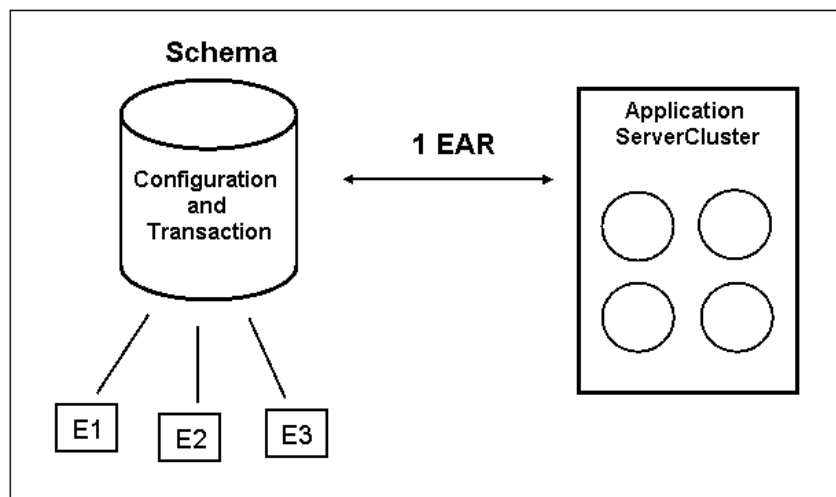 Schema
Configuration
and
Transaction
1 EAR
Application
ServerCluster
E1
E2
E3